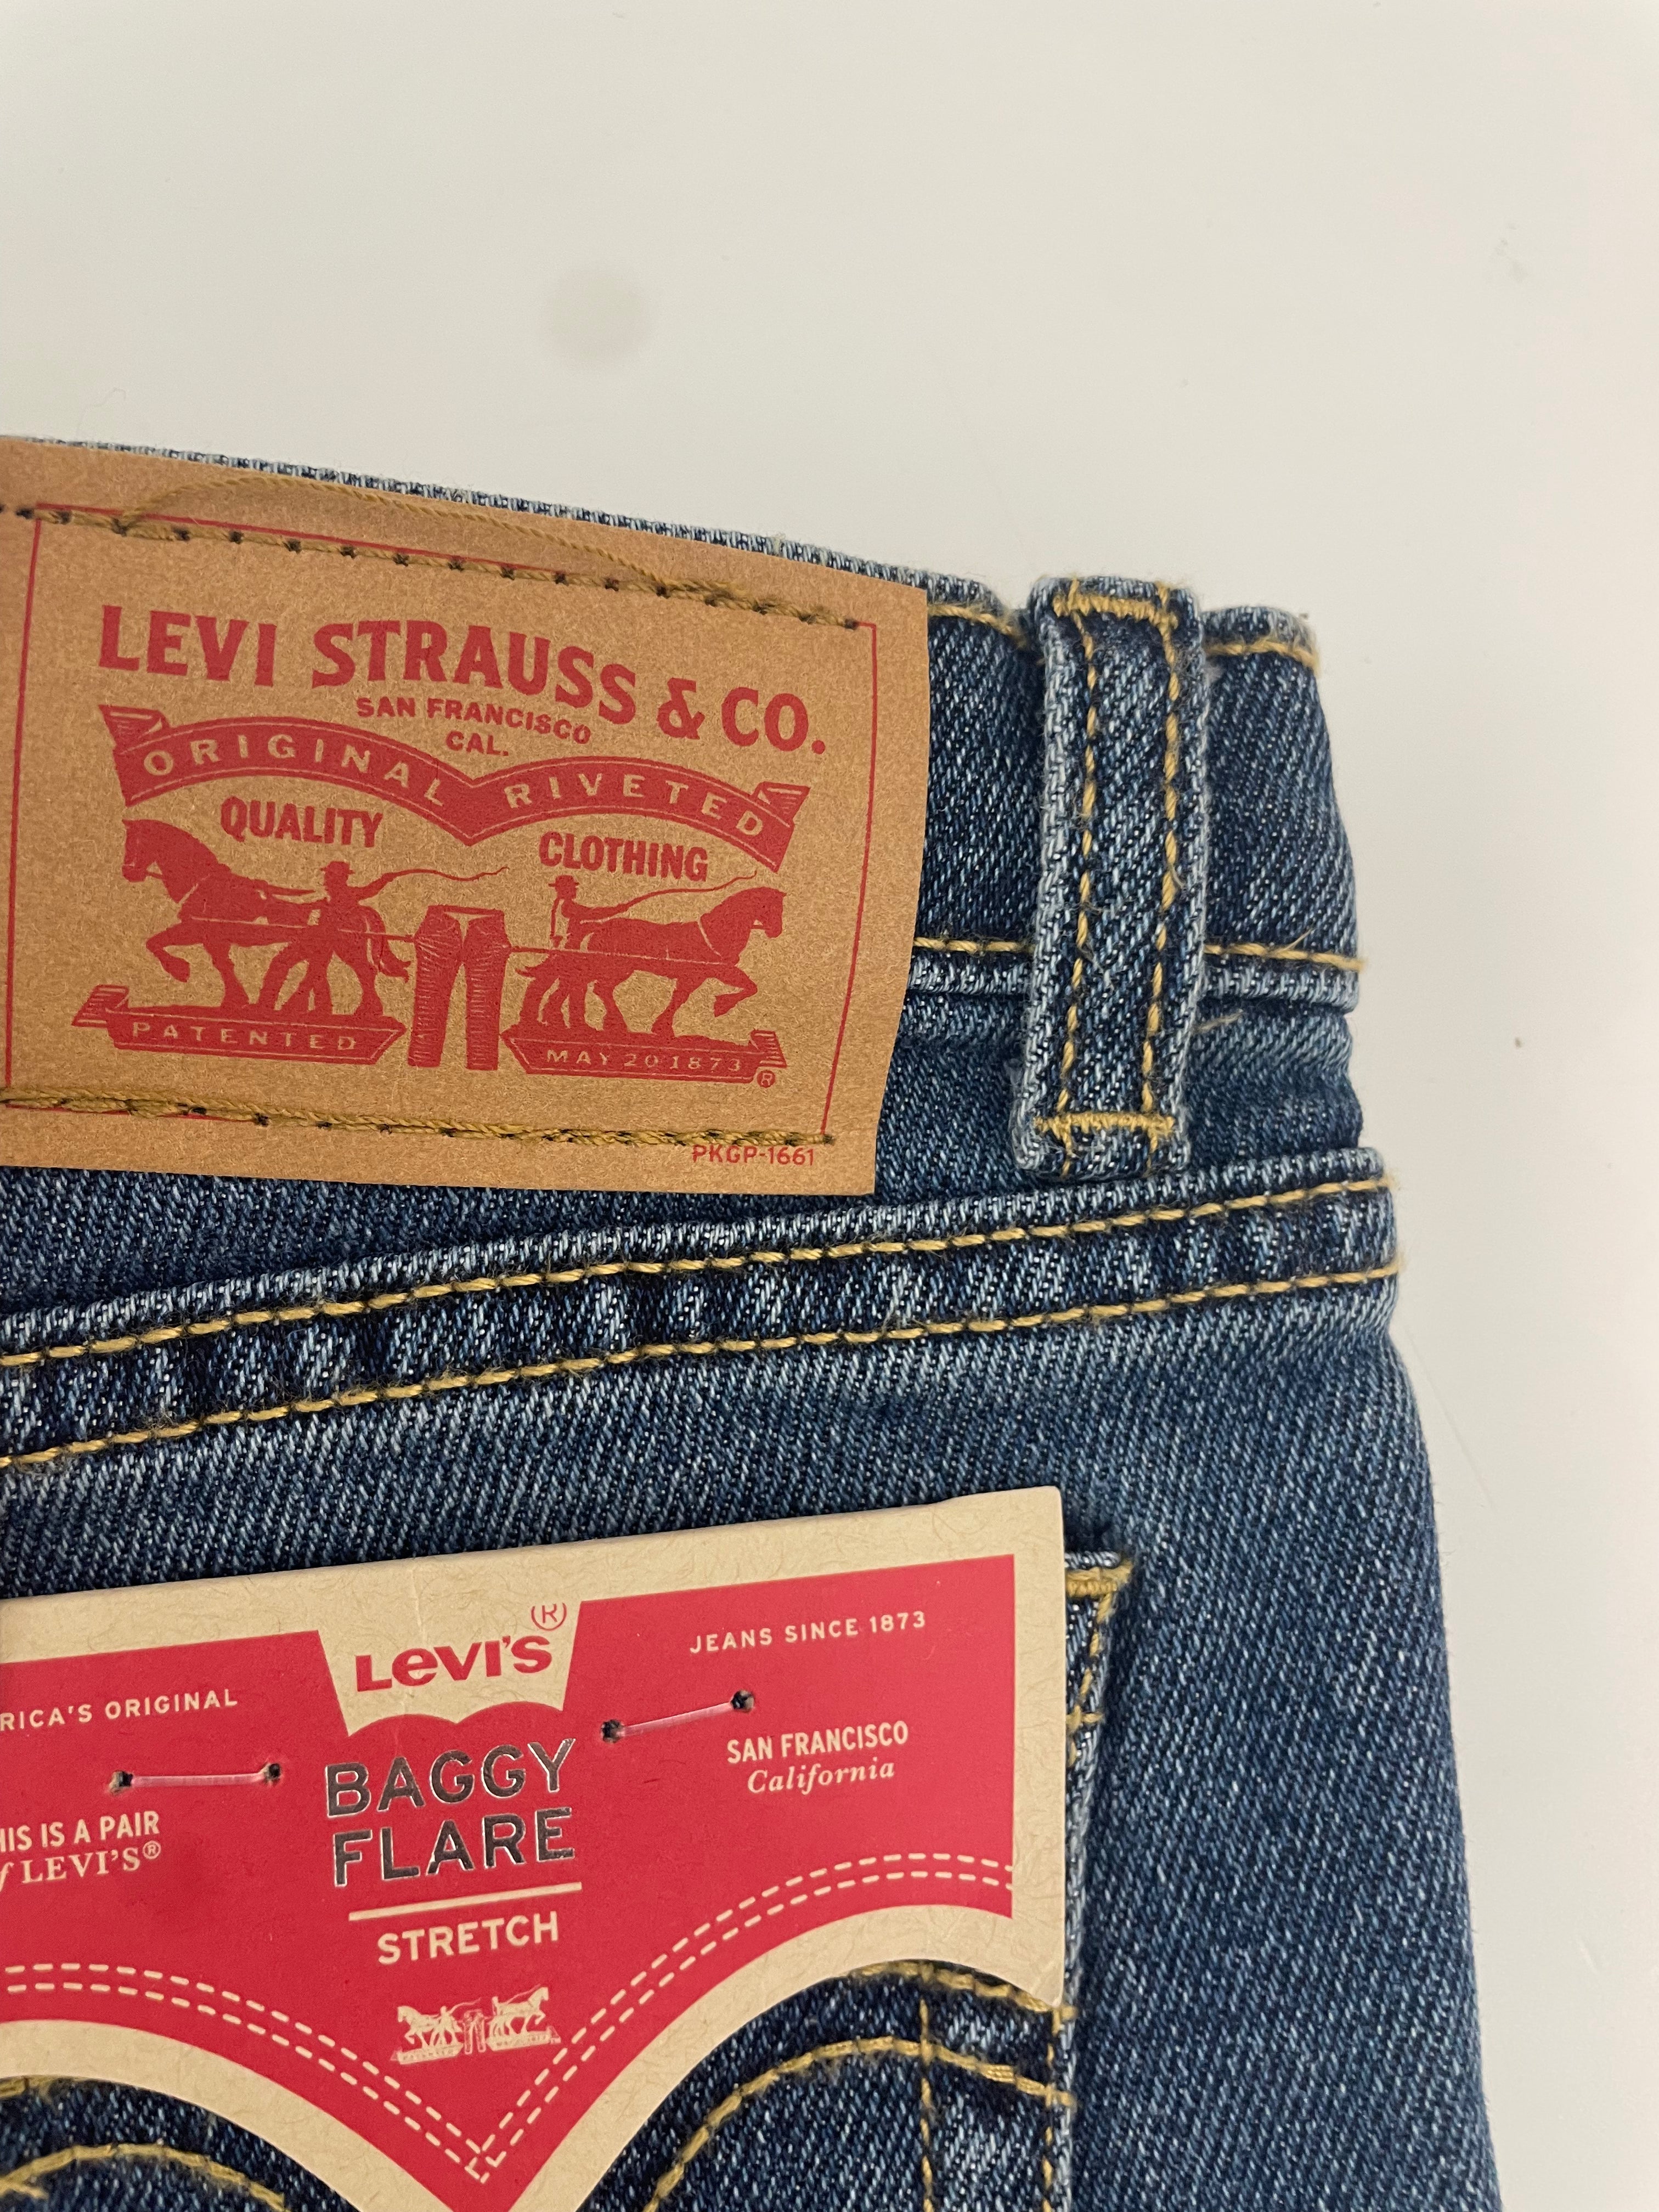 LEVI STRAUSS & CO.
SAN FRANCISCO
CAL.
ORIGINAL RIVETED
QUALITY CLOTHING
PATENTED MAY 20 1873 ®
PKGP-1661
LEVI'S®
JEANS SINCE 1873
RICA'S ORIGINAL
BAGGY
FLARE
SAN FRANCISCO
California
HIS IS A PAIR
f LEVI'S®
STRETCH